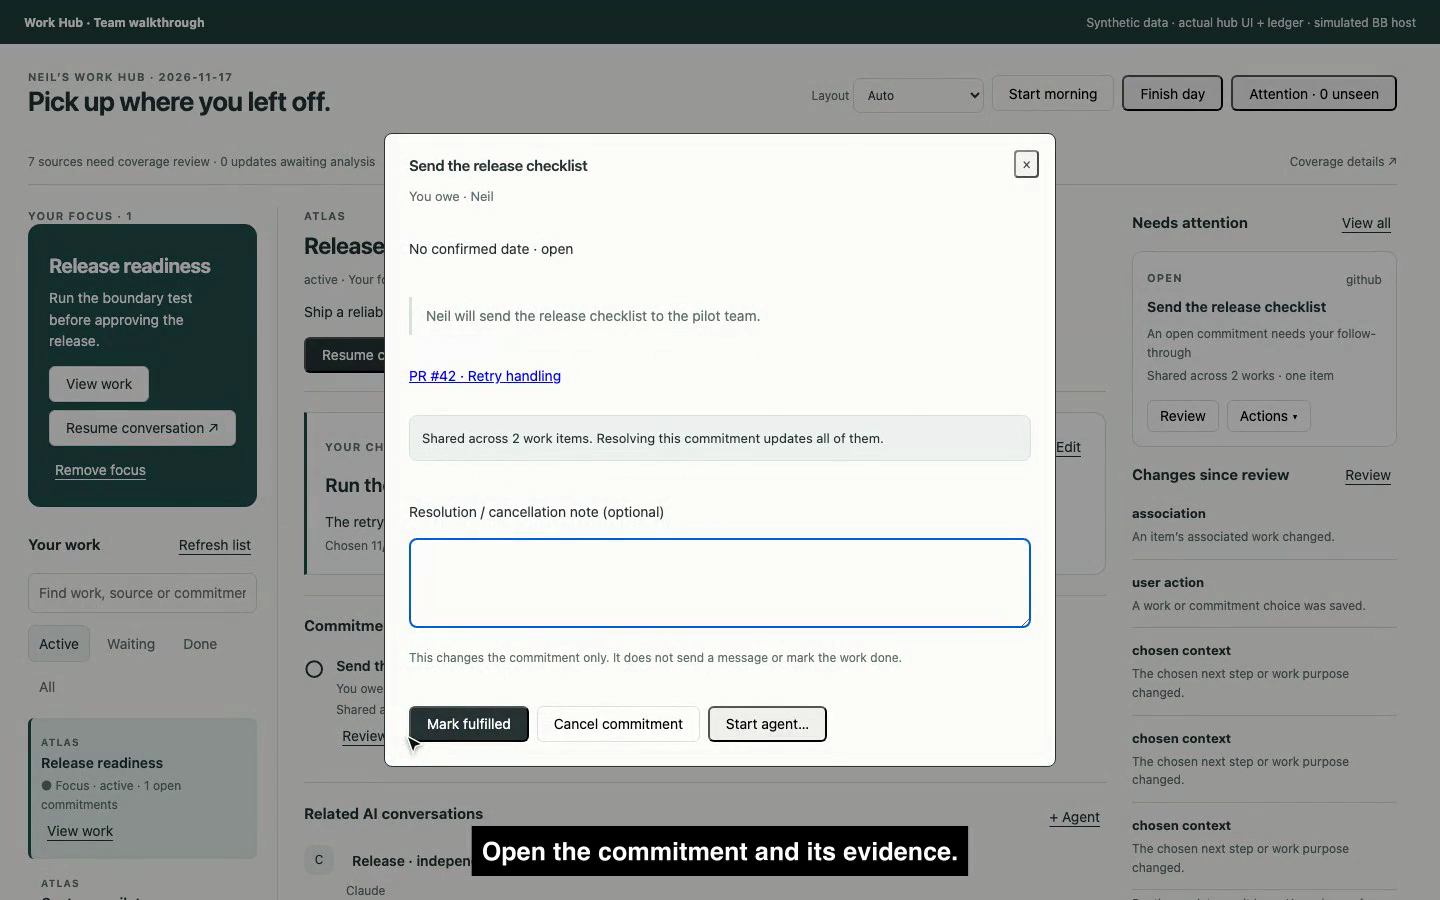 Work Hub · Team walkthrough
Synthetic data · actual hub UI + ledger · simulated BB host
NEIL'S WORK HUB · 2026-11-17
Pick up where you left off.
Layout
Auto
Start morning
Finish day
Attention · 0 unseen
7 sources need coverage review · 0 updates awaiting analysis
Coverage details ↗
YOUR FOCUS · 1
Release readiness
Run the boundary test
before approving the
release.
View work
Resume conversation ↗
Remove focus
Your work
Refresh list
Find work, source or commitmer
Active
Waiting
Done
All
ATLAS
Release readiness
Focus · active · 1 open
commitments
View work
ATLAS
ATLAS
Release
active · Your fo
Ship a reliab
Resume c
YOUR CH
Edit
Run the
The retry
Chosen 11/
Commitme
Send th
You owe
Shared a
Review
Related AI conversations
+ Agent
C
Release · indepen
Claude
Send the release checklist
×
You owe · Neil
No confirmed date · open
Neil will send the release checklist to the pilot team.
PR #42 · Retry handling
Shared across 2 work items. Resolving this commitment updates all of them.
Resolution / cancellation note (optional)
This changes the commitment only. It does not send a message or mark the work done.
Mark fulfilled
Cancel commitment
Start agent…
Needs attention
View all
OPEN
github
Send the release checklist
An open commitment needs your follow-
through
Shared across 2 works · one item
Review
Actions ▾
Changes since review
Review
association
An item's associated work changed.
user action
A work or commitment choice was saved.
chosen context
The chosen next step or work purpose
changed.
chosen context
The chosen next step or work purpose
changed.
chosen context
The chosen next step or work purpose
changed.
Open the commitment and its evidence.